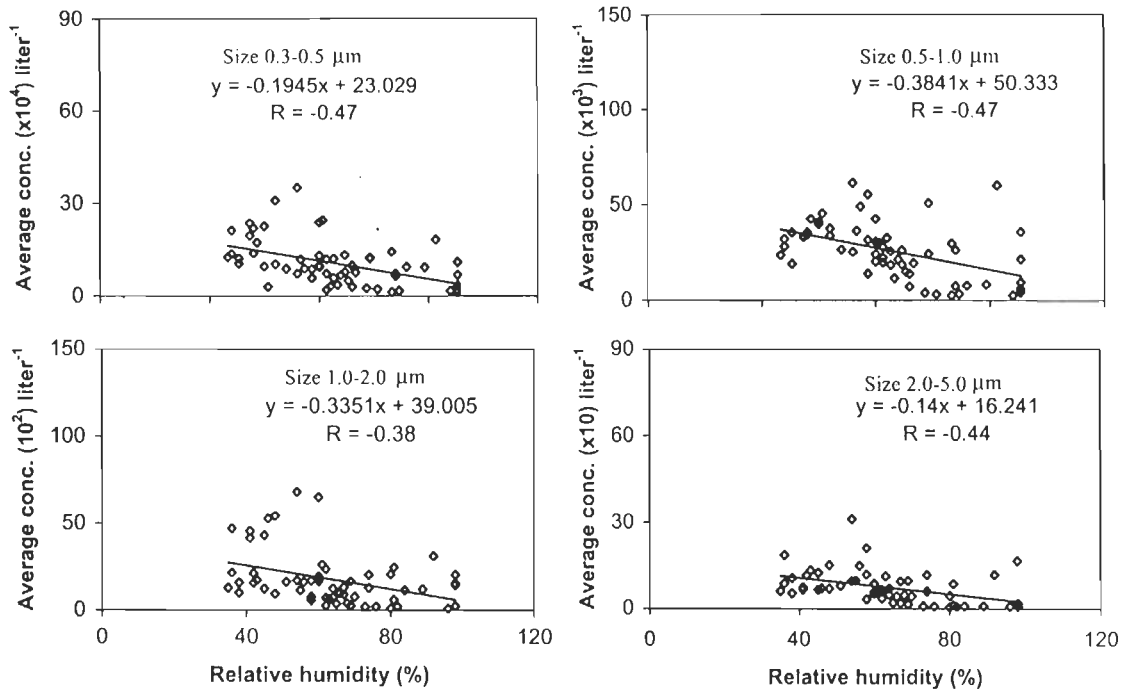 Average conc. (x10⁴) liter⁻¹
90
60
30
0
Size 0.3-0.5 μm
y = -0.1945x + 23.029
R = -0.47
Average conc. (x10³) liter⁻¹
150
100
50
0
Size 0.5-1.0 μm
y = -0.3841x + 50.333
R = -0.47
Average conc. (10²) liter⁻¹
150
100
50
0
Size 1.0-2.0 μm
y = -0.3351x + 39.005
R = -0.38
0 40 80 120
Relative humidity (%)
Average conc. (x10) liter⁻¹
90
60
30
0
Size 2.0-5.0 μm
y = -0.14x + 16.241
R = -0.44
0 40 80 120
Relative humidity (%)